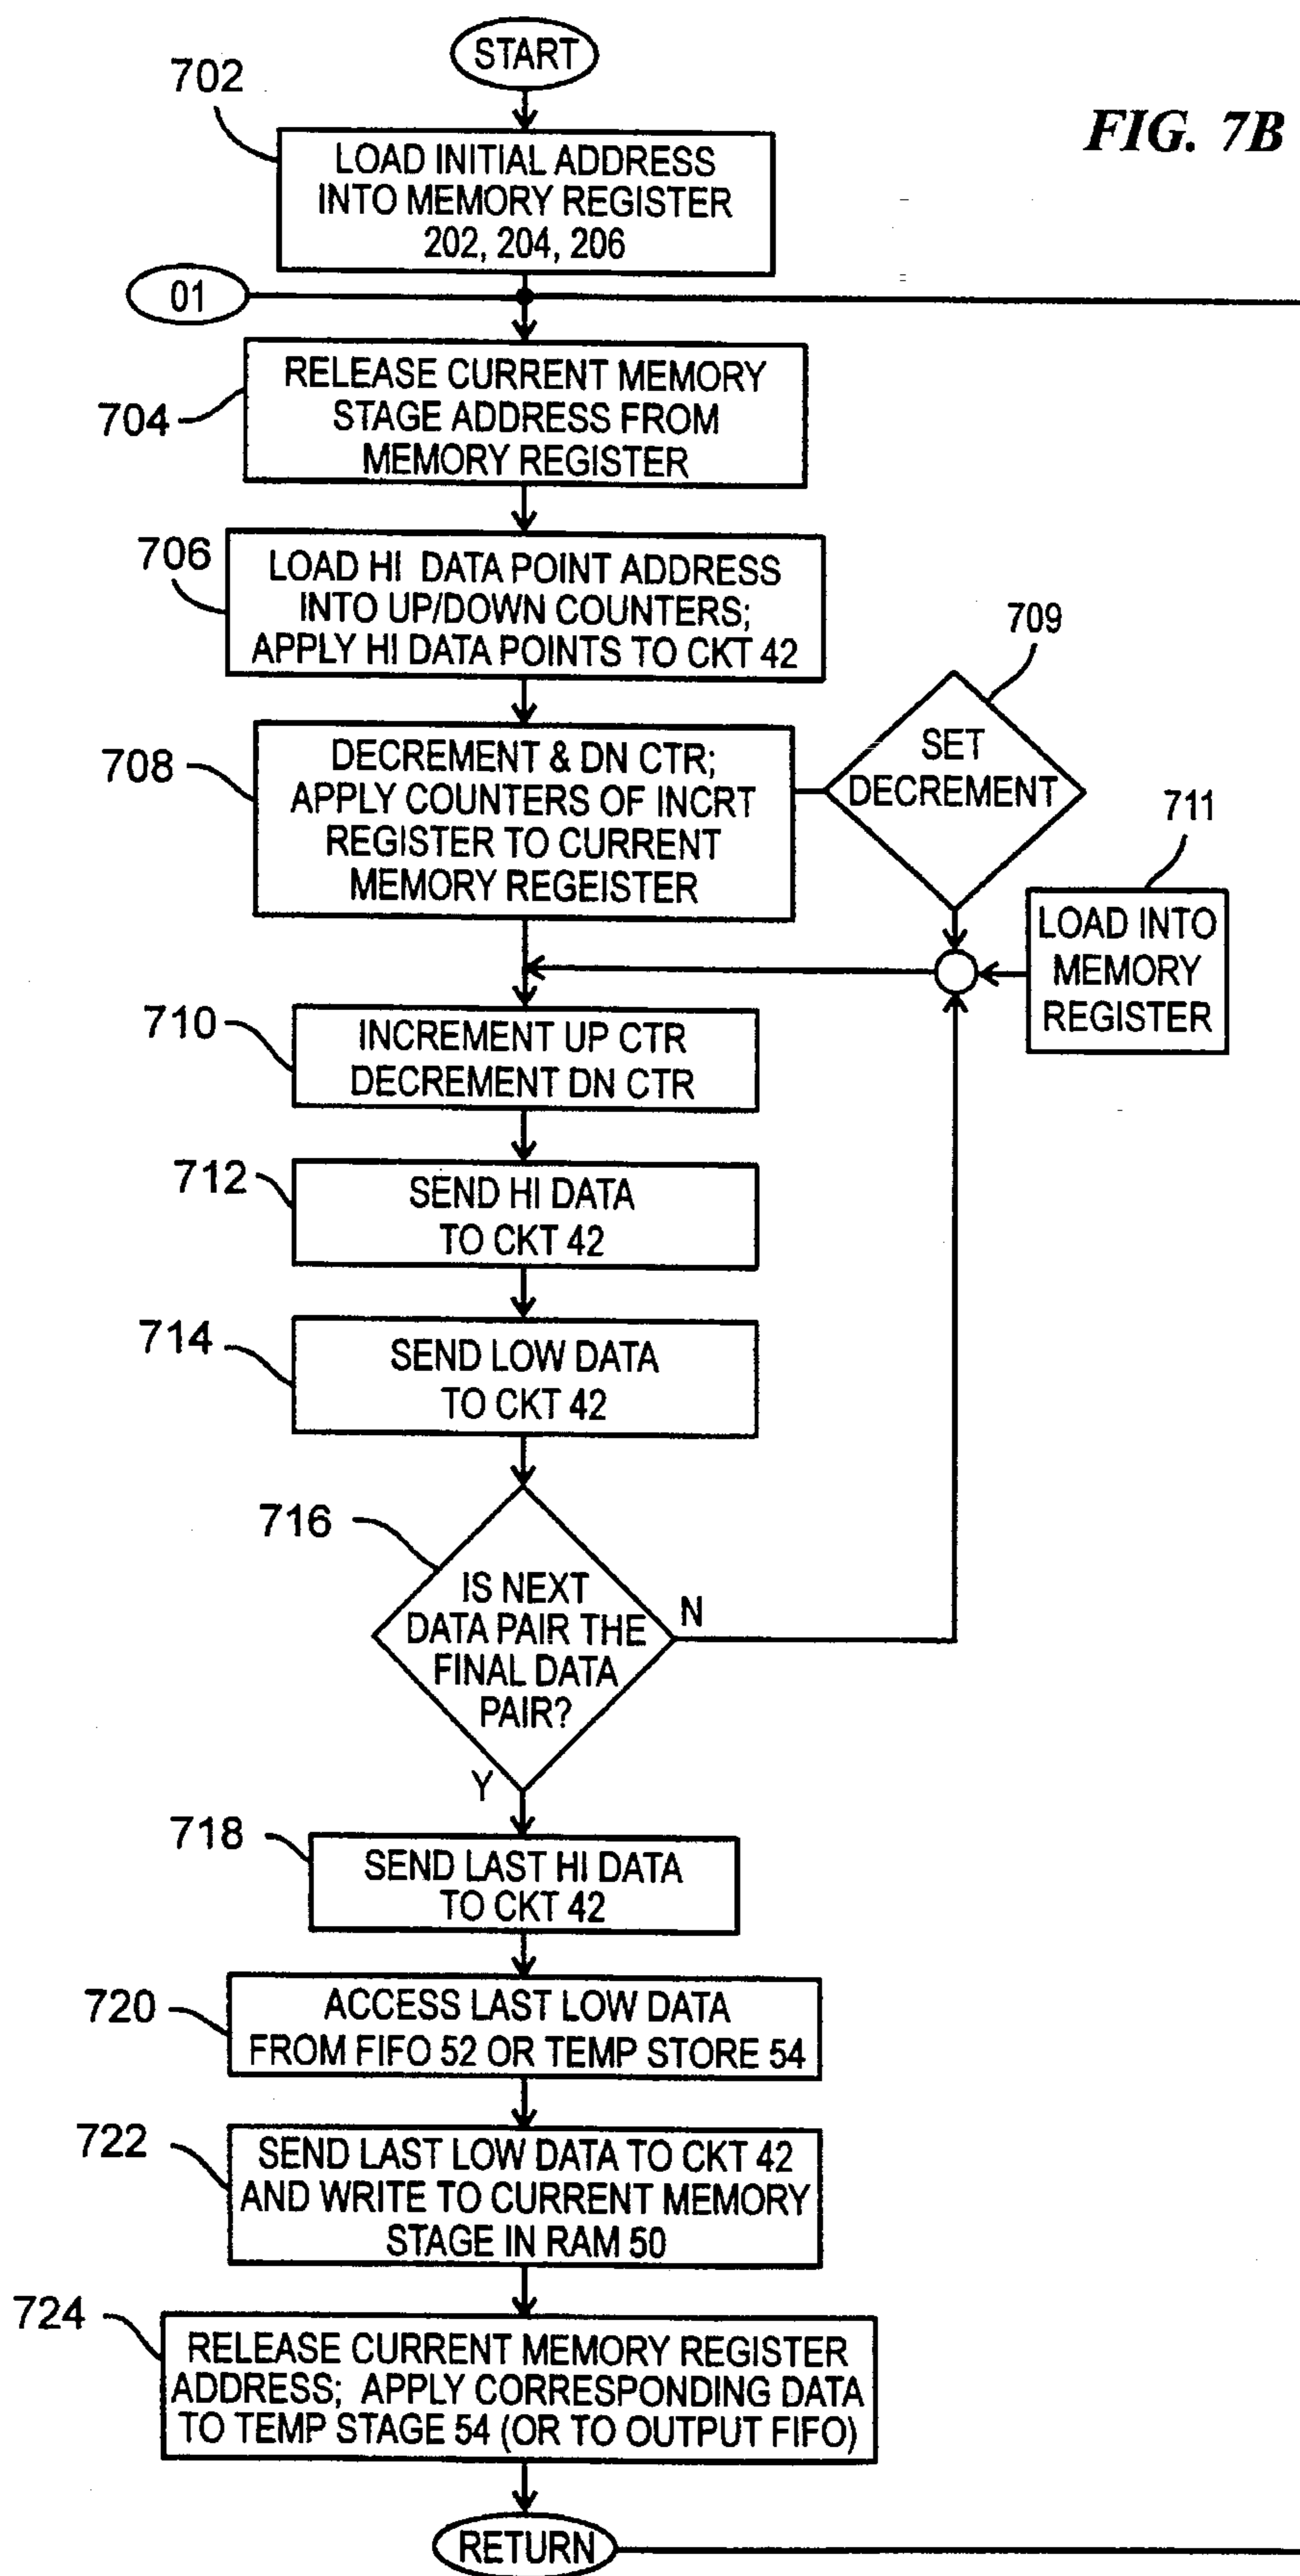 START
702
FIG. 7B
LOAD INITIAL ADDRESS
INTO MEMORY REGISTER
202, 204, 206
01
RELEASE CURRENT MEMORY
STAGE ADDRESS FROM
MEMORY REGISTER
704
706
LOAD HI DATA POINT ADDRESS
INTO UP/DOWN COUNTERS;
APPLY HI DATA POINTS TO CKT 42
709
708
DECREMENT & DN CTR;
APPLY COUNTERS OF INCRT
REGISTER TO CURRENT
MEMORY REGEISTER
SET
DECREMENT
711
LOAD INTO
MEMORY
REGISTER
710
INCREMENT UP CTR
DECREMENT DN CTR
712
SEND HI DATA
TO CKT 42
714
SEND LOW DATA
TO CKT 42
716
IS NEXT
DATA PAIR THE
FINAL DATA
PAIR?
N
Y
718
SEND LAST HI DATA
TO CKT 42
720
ACCESS LAST LOW DATA
FROM FIFO 52 OR TEMP STORE 54
722
SEND LAST LOW DATA TO CKT 42
AND WRITE TO CURRENT MEMORY
STAGE IN RAM 50
724
RELEASE CURRENT MEMORY REGISTER
ADDRESS; APPLY CORRESPONDING DATA
TO TEMP STAGE 54 (OR TO OUTPUT FIFO)
RETURN